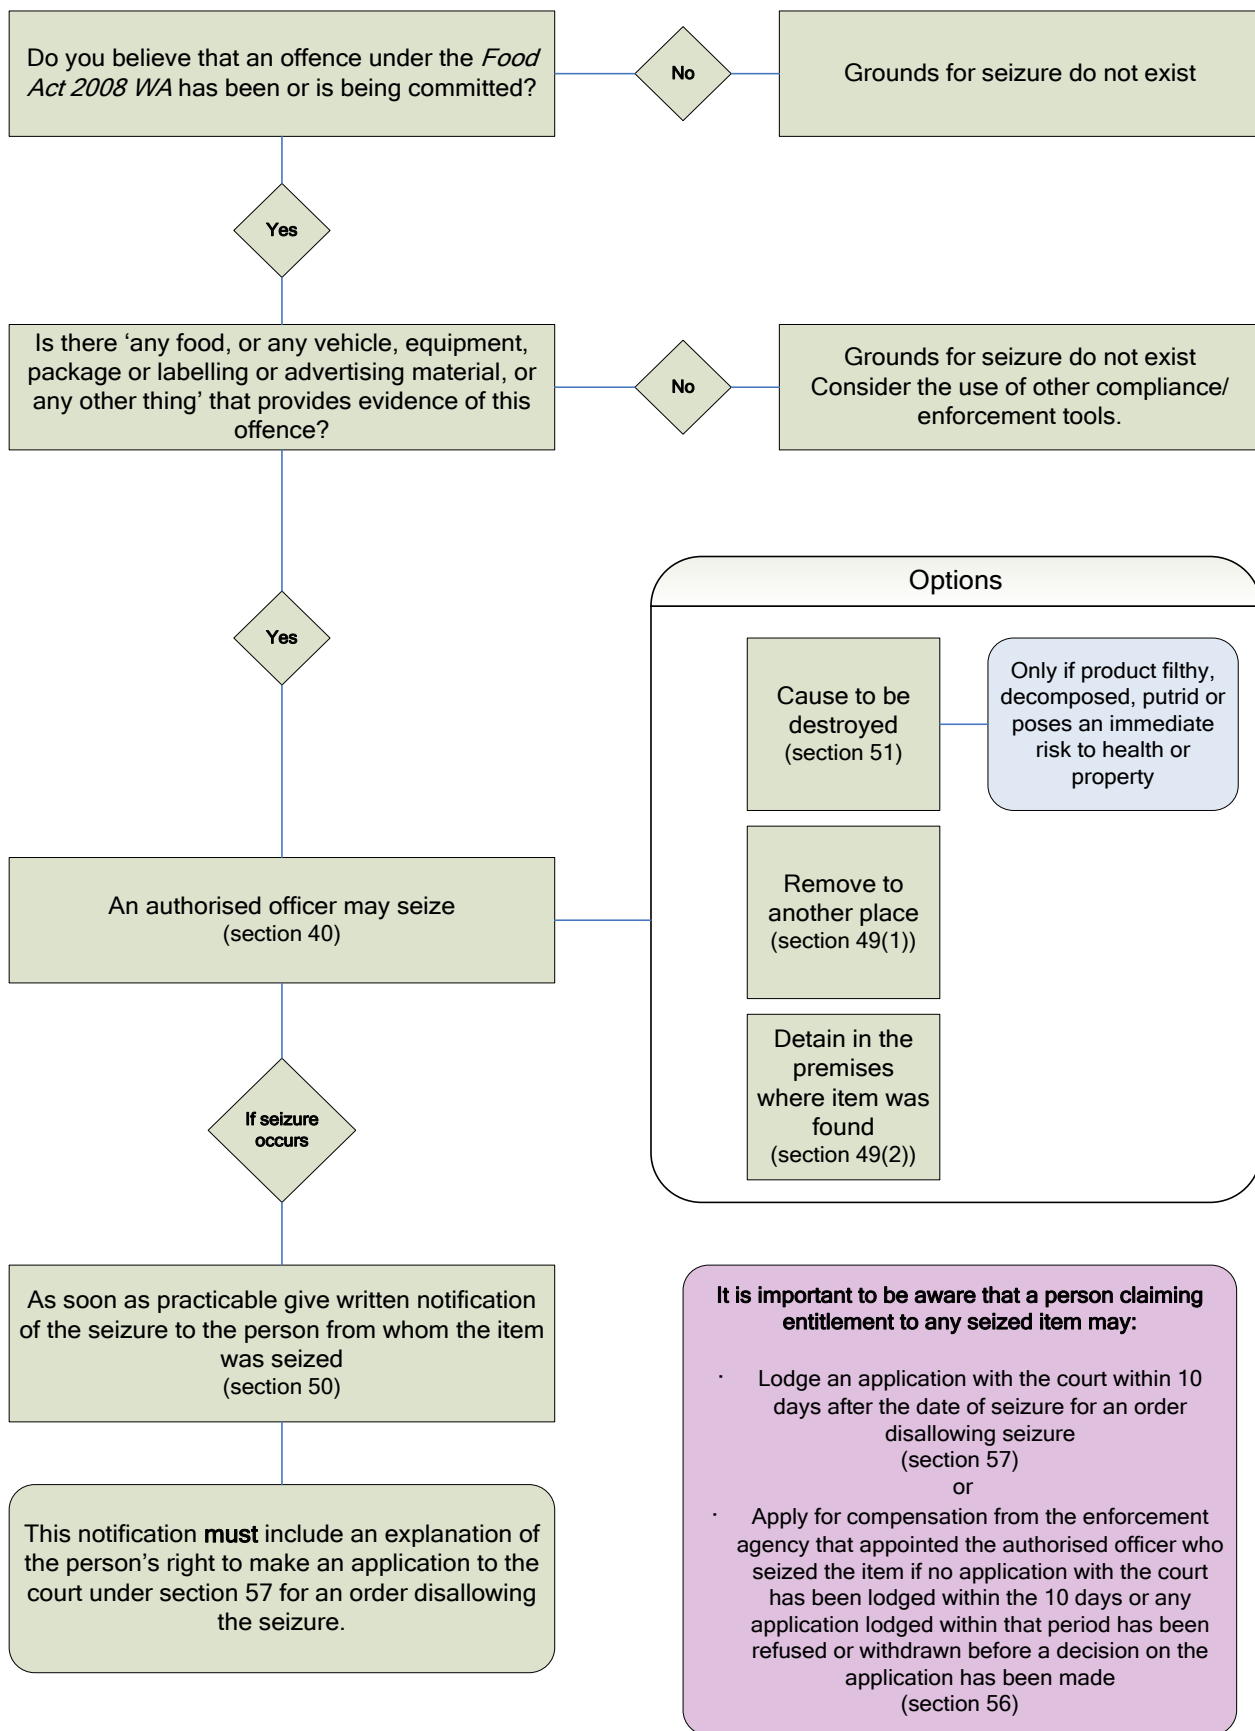 Do you believe that an offence under the Food
Act 2008 WA has been or is being committed?
No
Grounds for seizure do not exist
Yes
Is there ‘any food, or any vehicle, equipment,
package or labelling or advertising material, or
any other thing’ that provides evidence of this
offence?
No
Grounds for seizure do not exist
Consider the use of other compliance/
enforcement tools.
Yes
Options
Cause to be
destroyed
(section 51)
Only if product filthy,
decomposed, putrid or
poses an immediate
risk to health or
property
An authorised officer may seize
(section 40)
Remove to
another place
(section 49(1))
Detain in the
premises
where item was
found
(section 49(2))
If seizure
occurs
As soon as practicable give written notification
of the seizure to the person from whom the item
was seized
(section 50)
This notification must include an explanation of
the person’s right to make an application to the
court under section 57 for an order disallowing
the seizure.
It is important to be aware that a person claiming
entitlement to any seized item may:
· Lodge an application with the court within 10
days after the date of seizure for an order
disallowing seizure
(section 57)
or
· Apply for compensation from the enforcement
agency that appointed the authorised officer who
seized the item if no application with the court
has been lodged within the 10 days or any
application lodged within that period has been
refused or withdrawn before a decision on the
application has been made
(section 56)